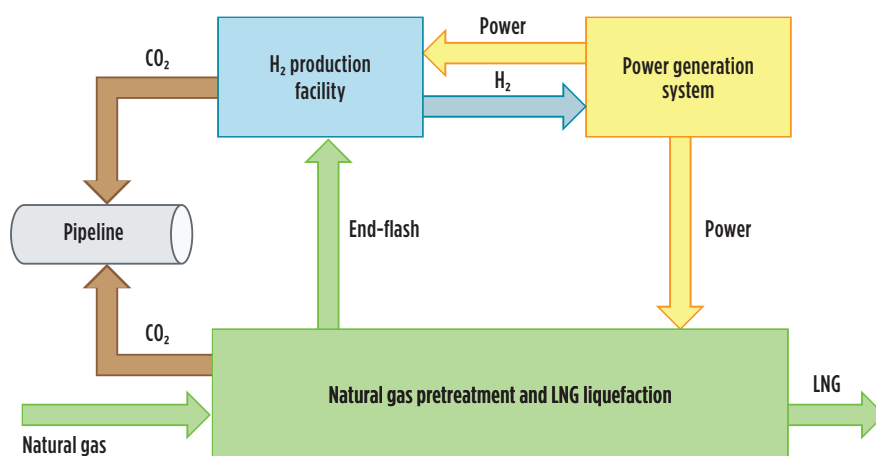 Power
CO₂
H₂ production
facility
Power generation
system
H₂
Pipeline
End-flash
Power
CO₂
Natural gas pretreatment and LNG liquefaction
LNG
Natural gas